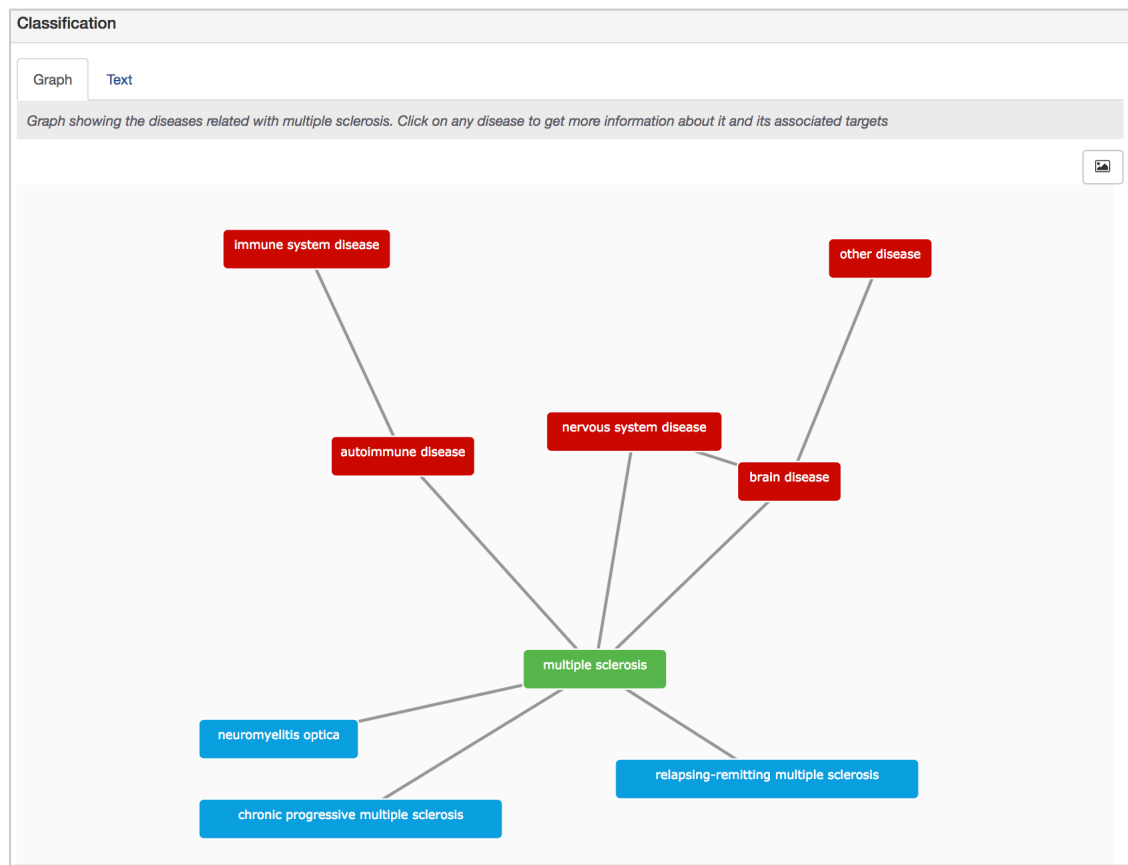 Classification
Graph Text
Graph showing the diseases related with multiple sclerosis. Click on any disease to get more information about it and its associated targets
immune system disease
other disease
nervous system disease
autoimmune disease
brain disease
multiple sclerosis
neuromyelitis optica
relapsing-remitting multiple sclerosis
chronic progressive multiple sclerosis